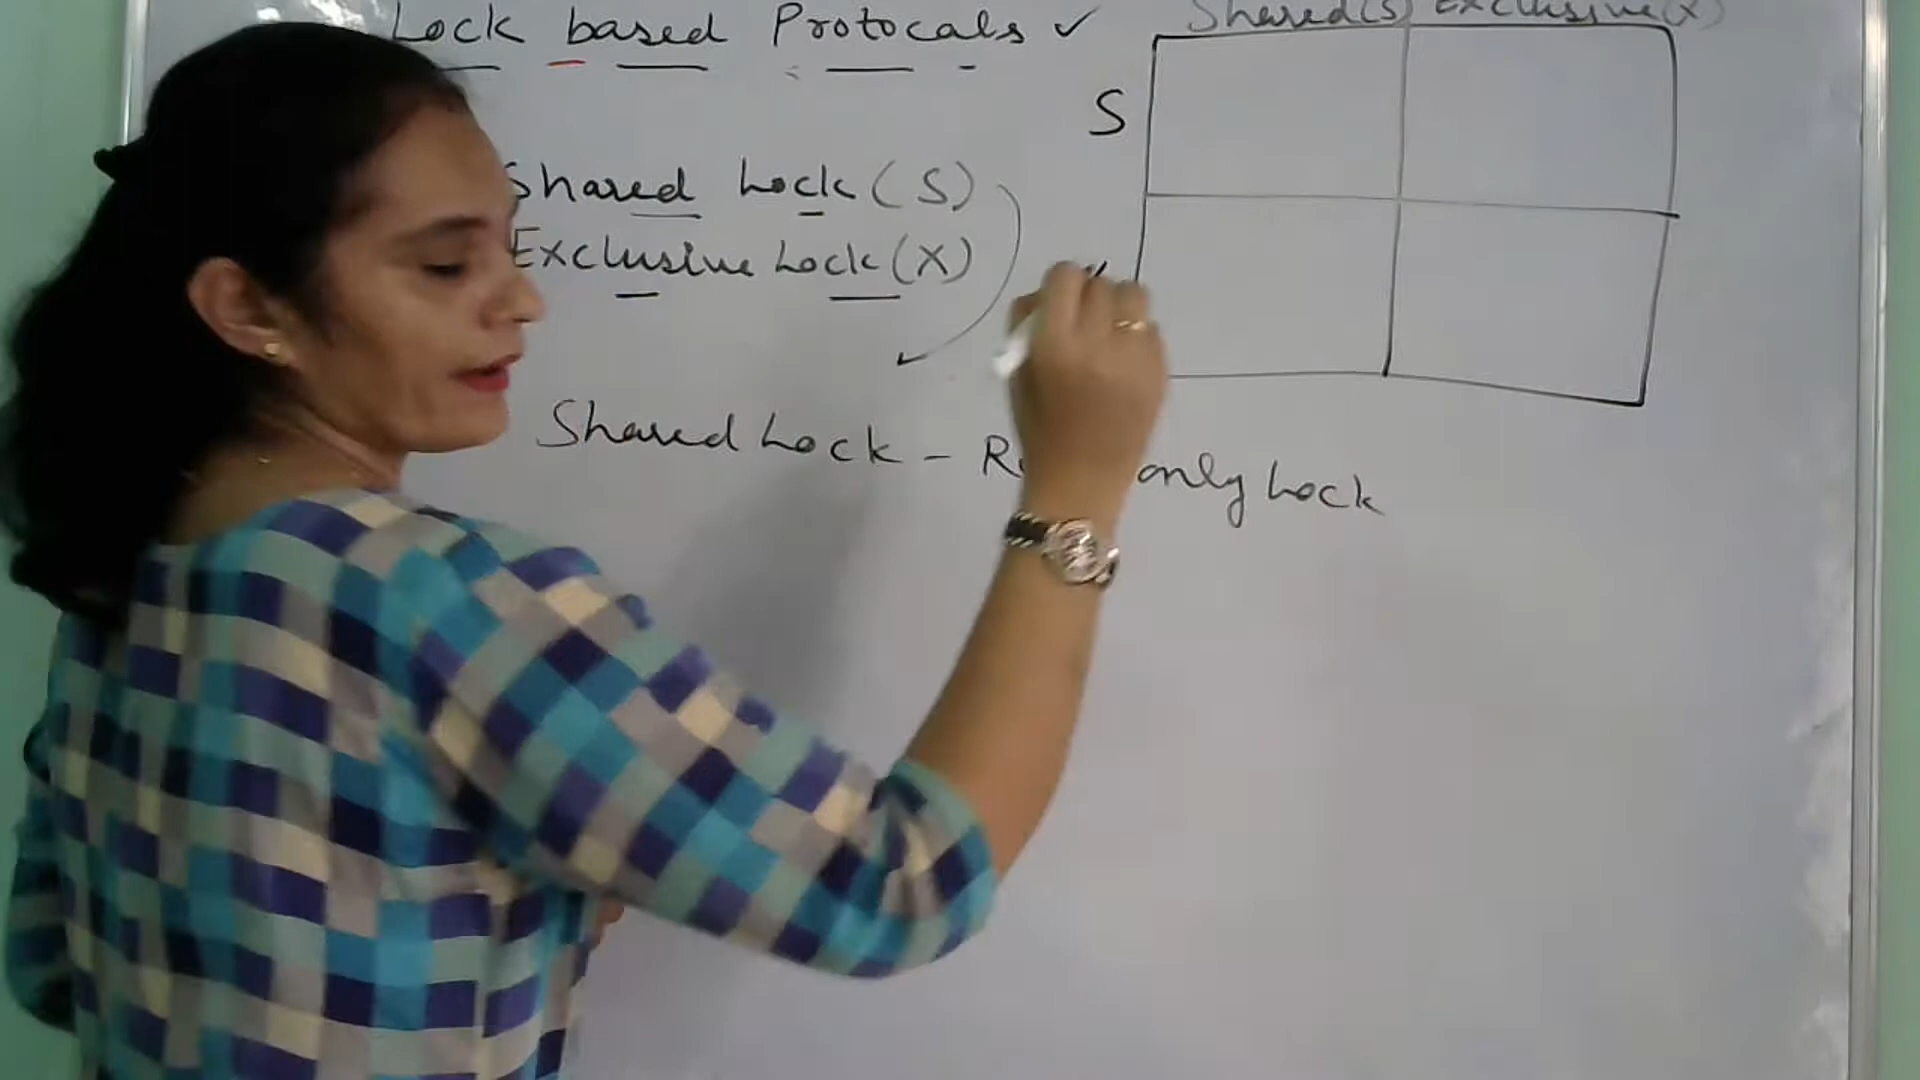 Lock based Protocals ✓
Shared(S) Exclusive(X)
S
Shared Lock (S)
Exclusive Lock (X)
Shared Lock - only Lock